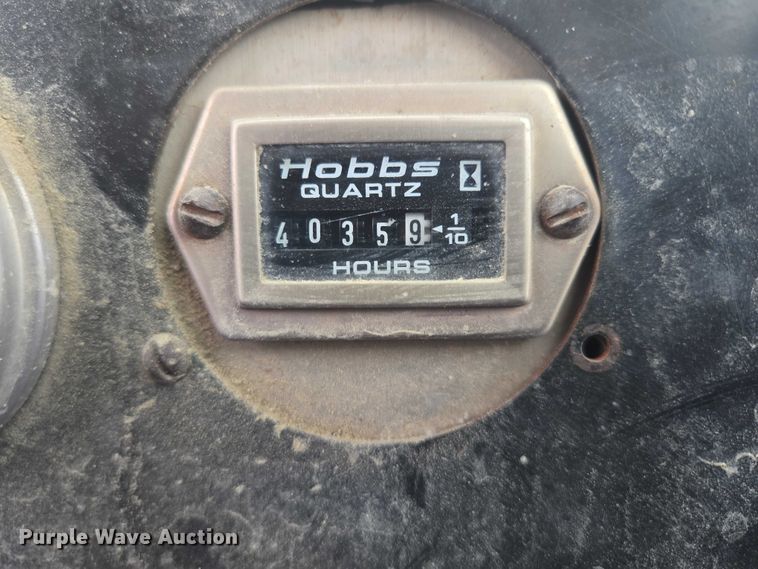 Hobbs
QUARTZ
40359 ◄ 1/10
HOURS
Purple Wave Auction®